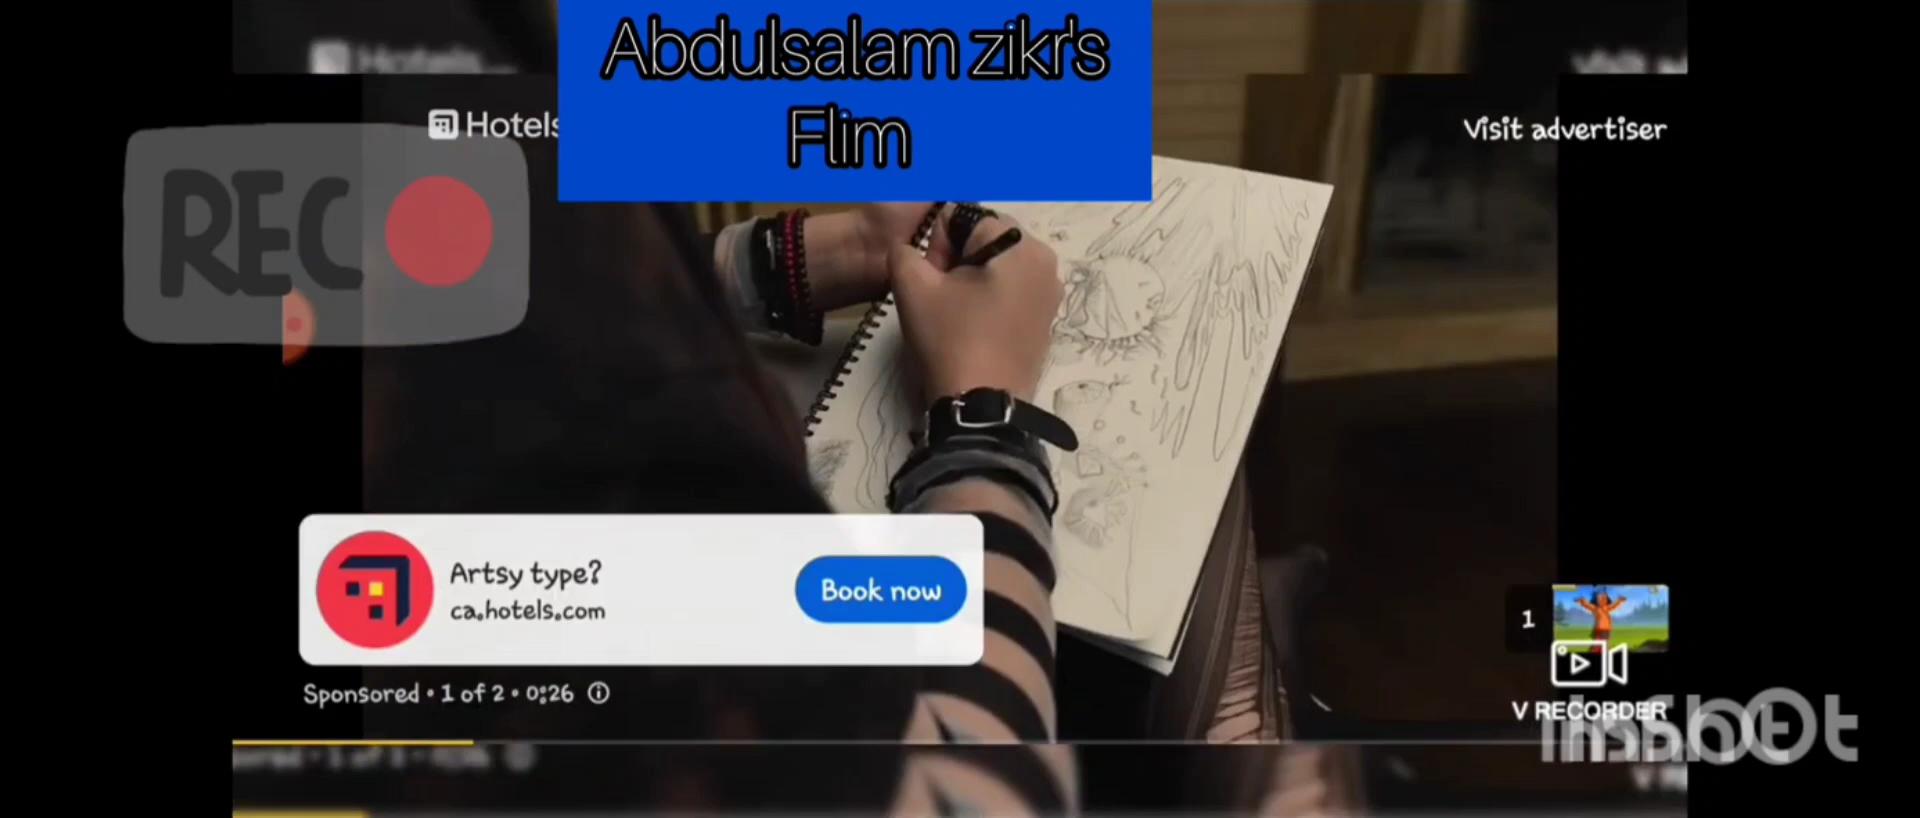 Abdulsalam zikr's
Flim
Hotels
Hotels
Visit advertiser
REC
Artsy type?
ca.hotels.com
Book now
Sponsored • 1 of 2 • 0:26
1
V RECORDER